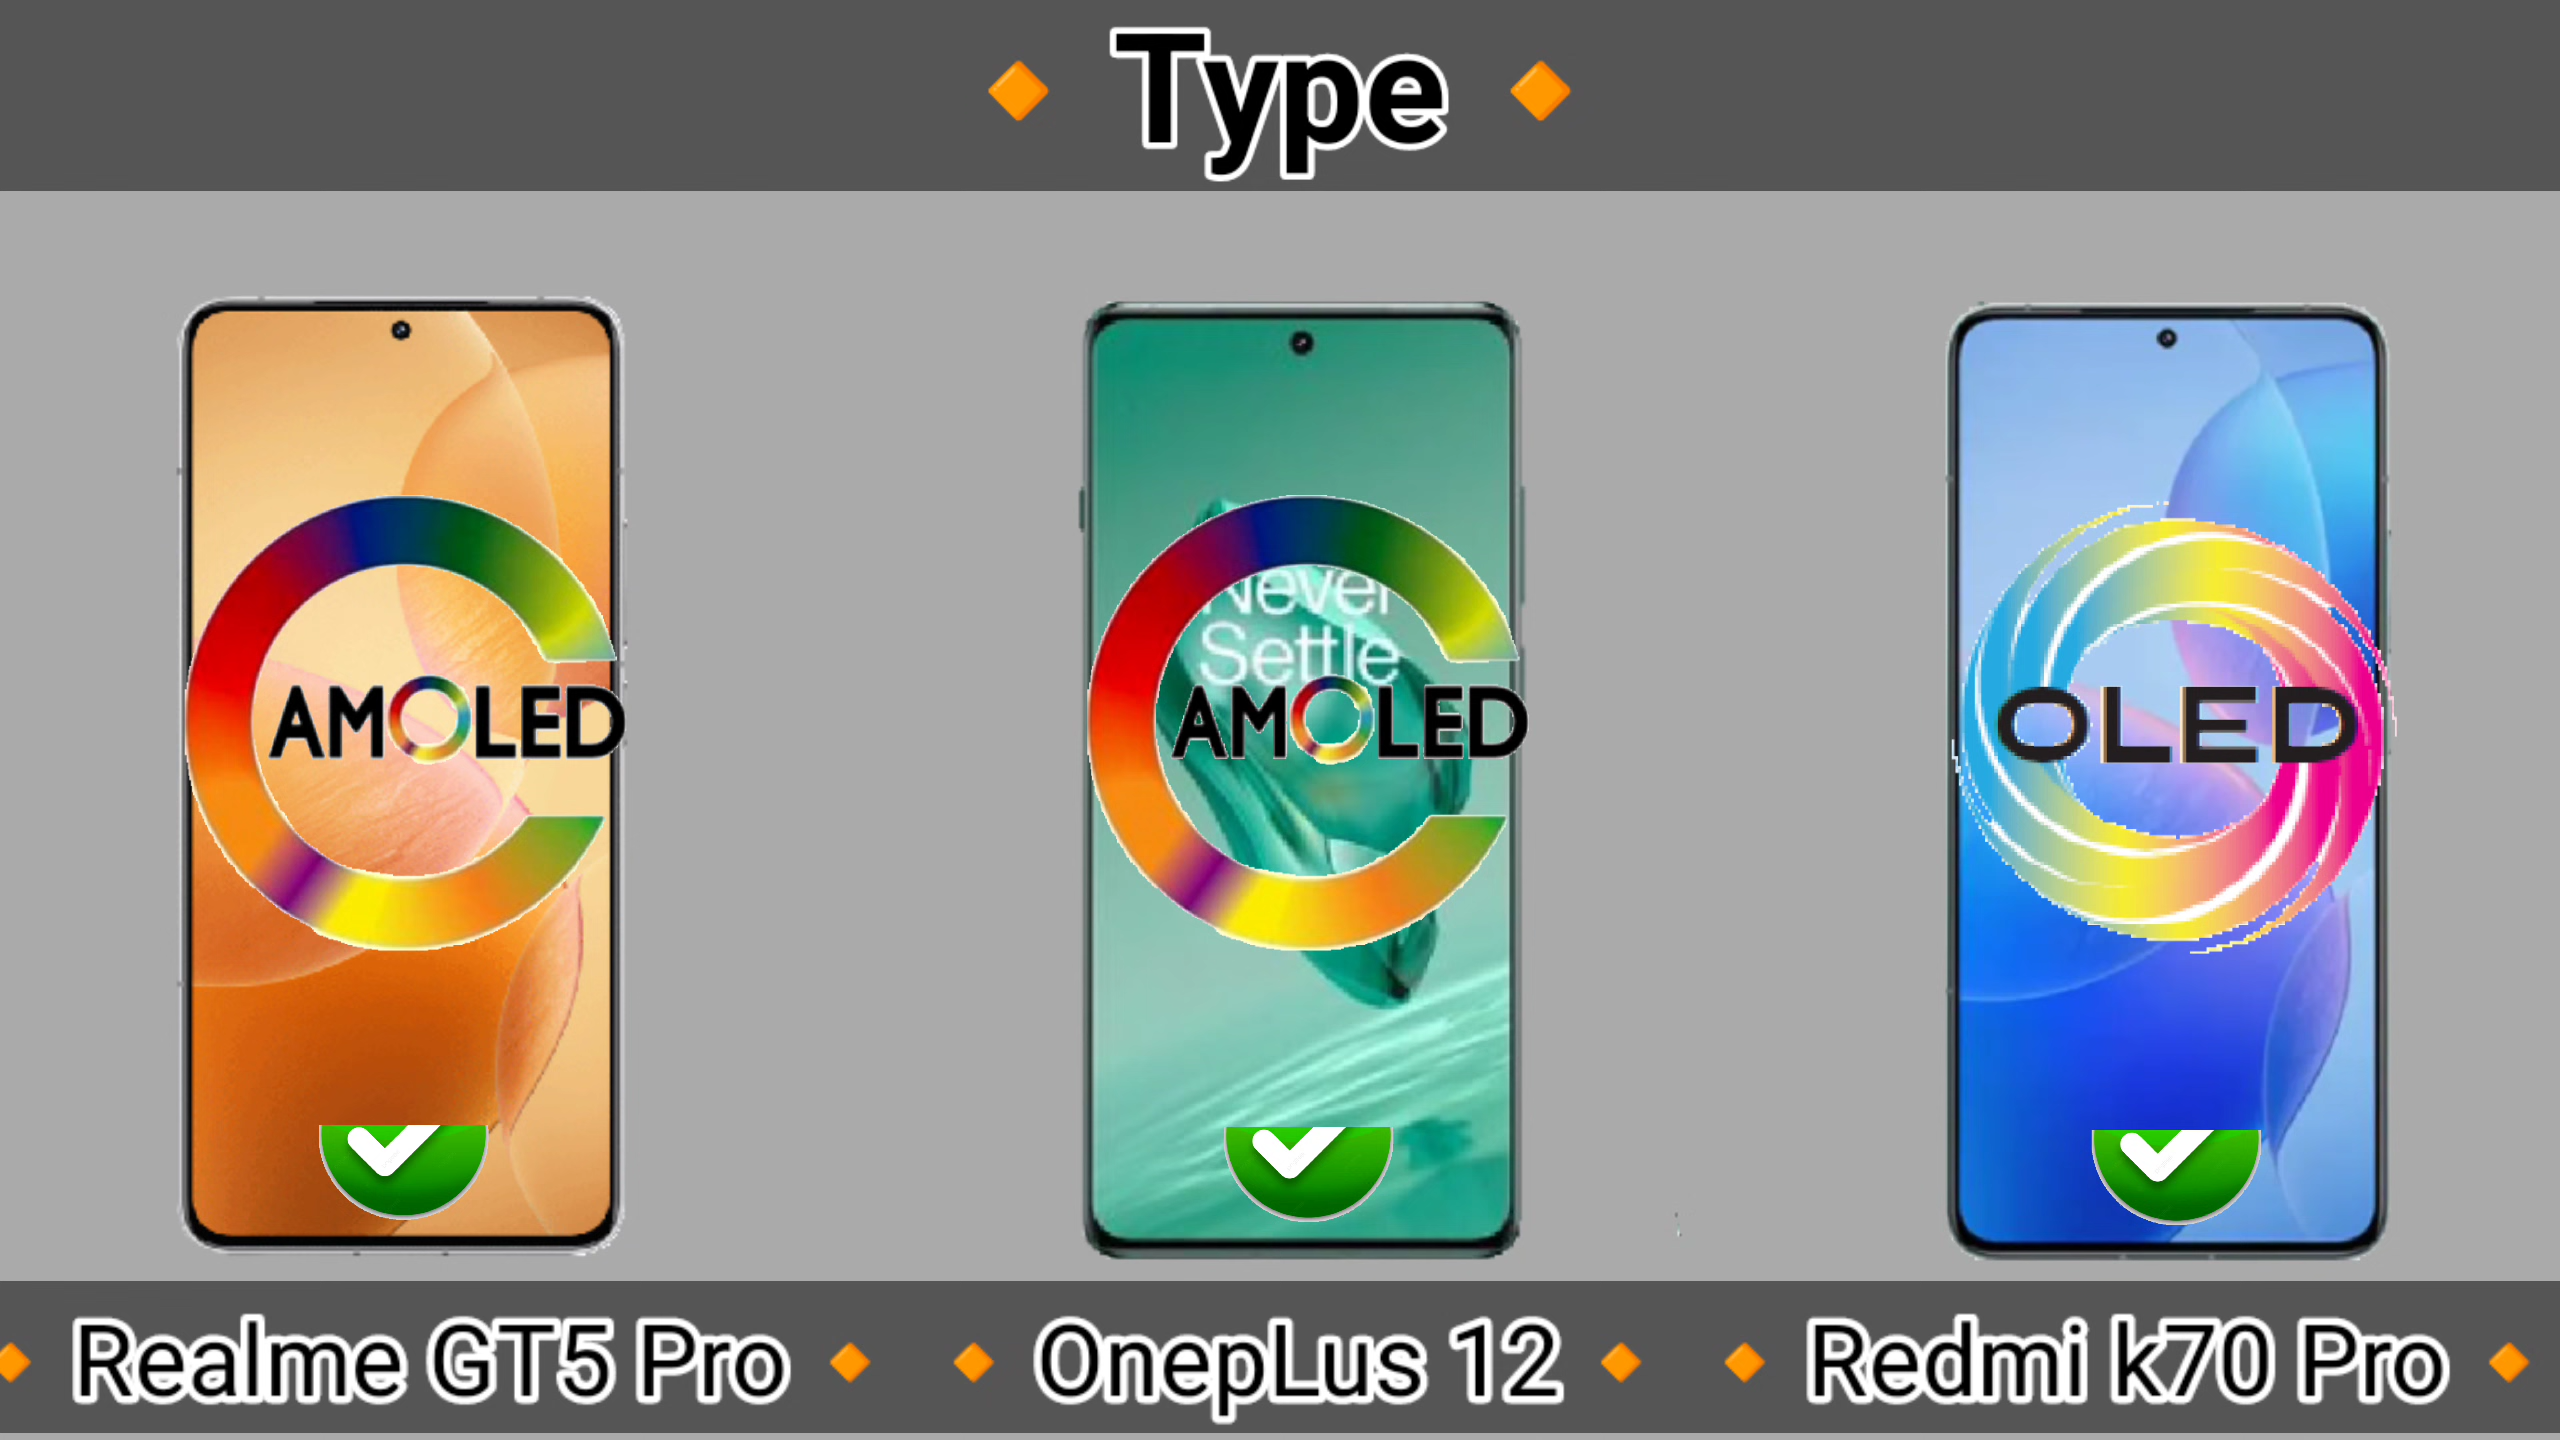 Type
Never
Settle
AMOLED
AMOLED
OLED
Realme GT5 Pro
OnepLus 12
Redmi k70 Pro